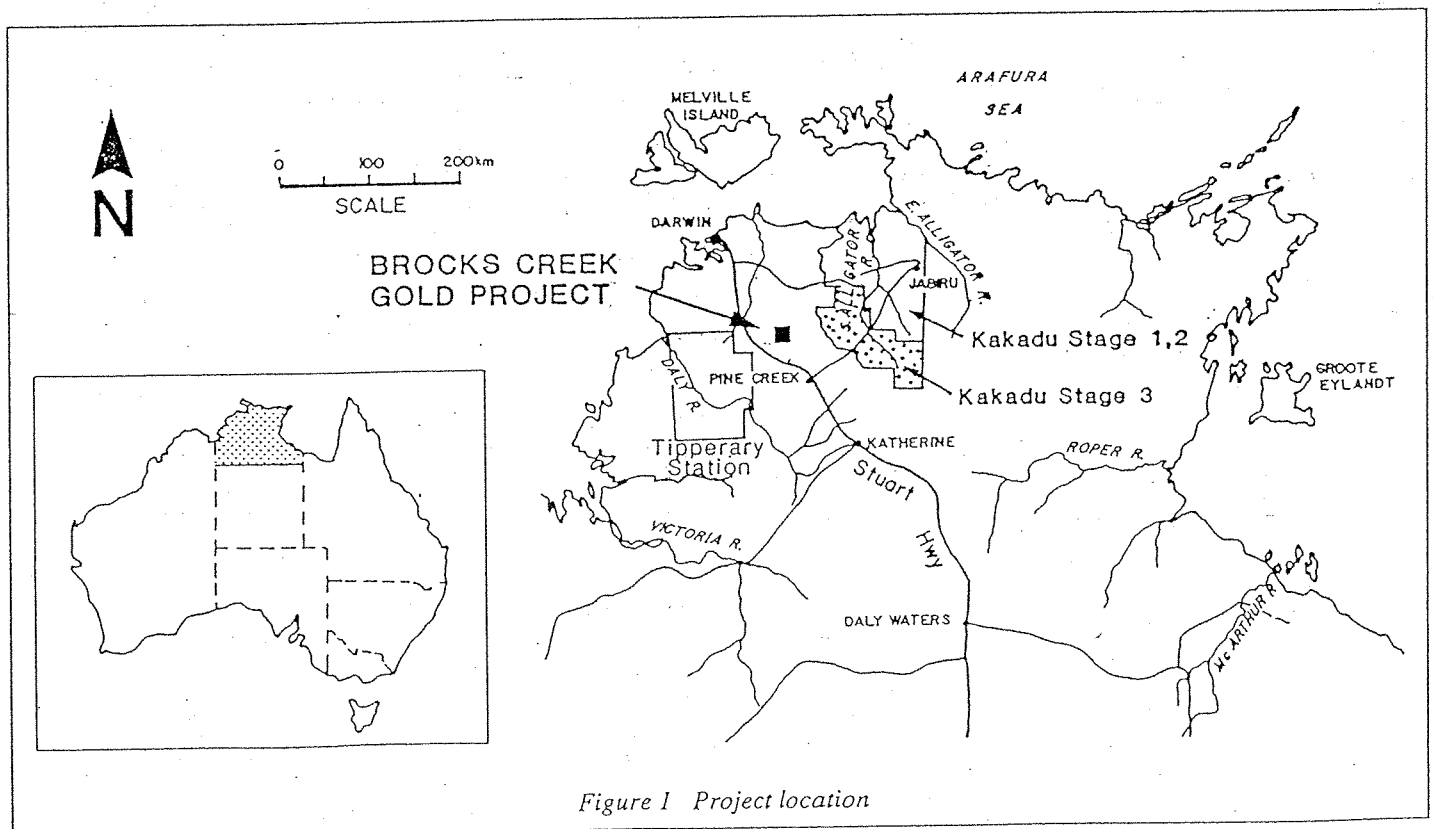 ARAFURA
SEA
MELVILLE
ISLAND
0 100 200km
SCALE
N
DARWIN
E. ALLIGATOR R.
S. ALLIGATOR R.
JABIRU
BROCKS CREEK
GOLD PROJECT
Kakadu Stage 1,2
DALY R.
PINE CREEK
GROOTE
EYLANDT
Kakadu Stage 3
KATHERINE
Tipperary
Station
ROPER R.
Stuart
Hwy
VICTORIA R.
DALY WATERS
McARTHUR R.
Figure 1 Project location